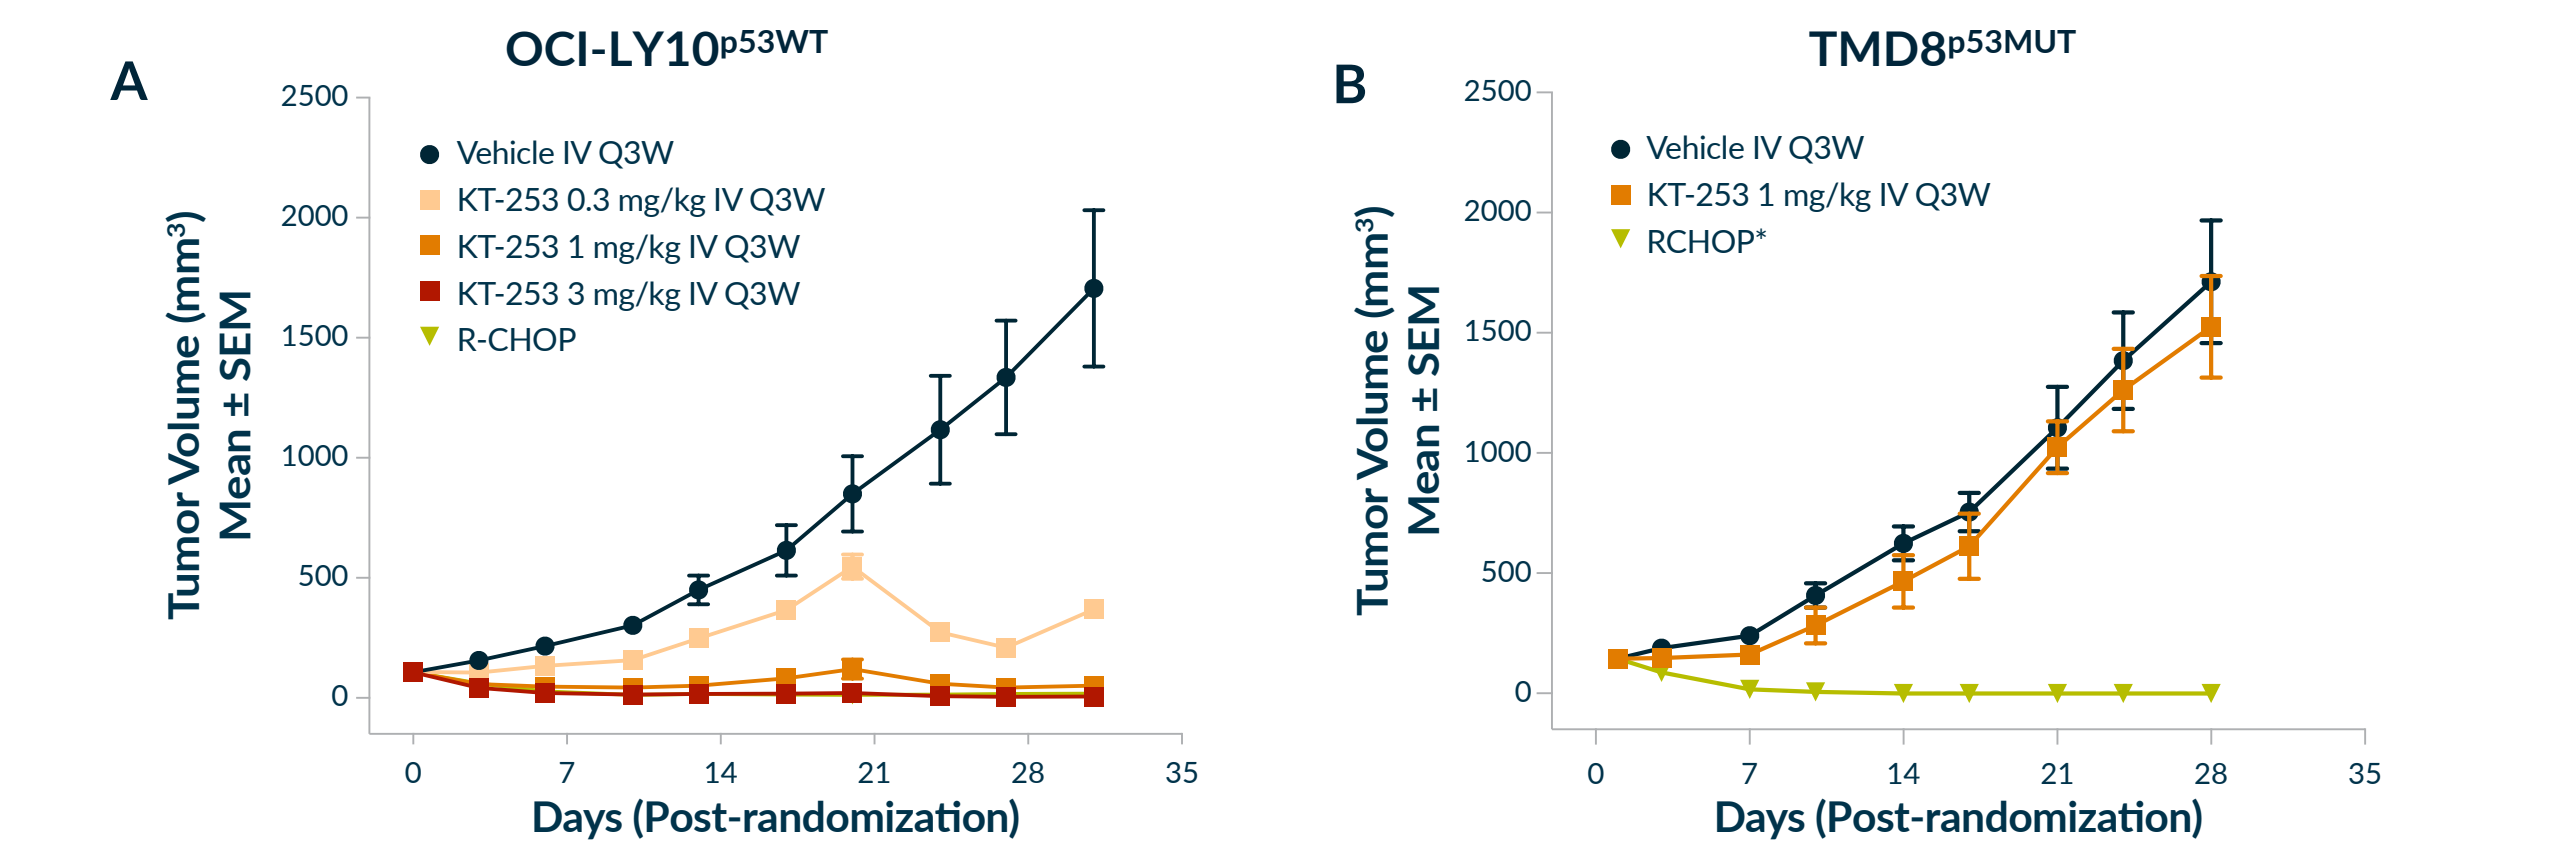 A
OCI-LY10p53WT
2500
2000
1500
1000
500
0
Tumor Volume (mm³)
Mean ± SEM
Vehicle IV Q3W
KT-253 0.3 mg/kg IV Q3W
KT-253 1 mg/kg IV Q3W
KT-253 3 mg/kg IV Q3W
R-CHOP
0 7 14 21 28 35
Days (Post-randomization)
B
TMD8p53MUT
2500
2000
1500
1000
500
0
Tumor Volume (mm³)
Mean ± SEM
Vehicle IV Q3W
KT-253 1 mg/kg IV Q3W
RCHOP*
0 7 14 21 28 35
Days (Post-randomization)